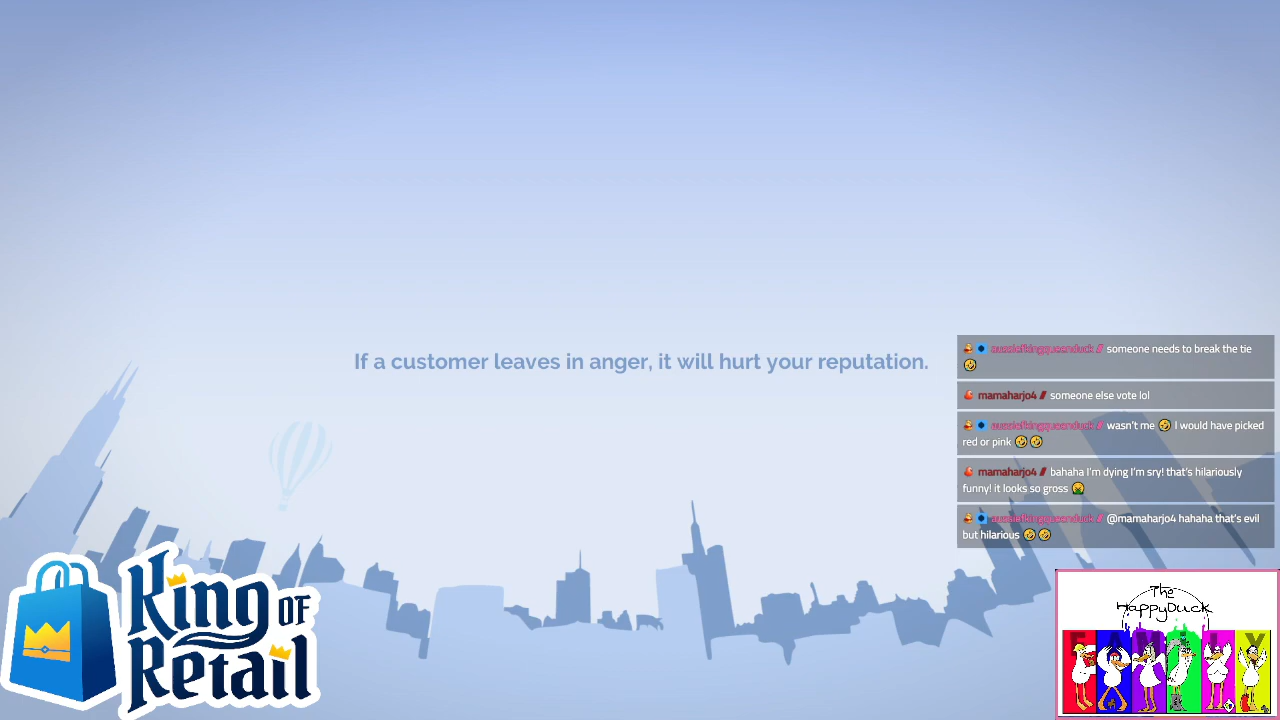 If a customer leaves in anger, it will hurt your reputation.
someone needs to break the tie
mamaharjo4 // someone else vote lol
wasn't me I would have picked
red or pink
mamaharjo4 // bahaha I'm dying I'm sry! that's hilariously
funny! it looks so gross
@mamaharjo4 hahaha that's evil
but hilarious
King OF
Retail
The
HappyDuck
FAMILY